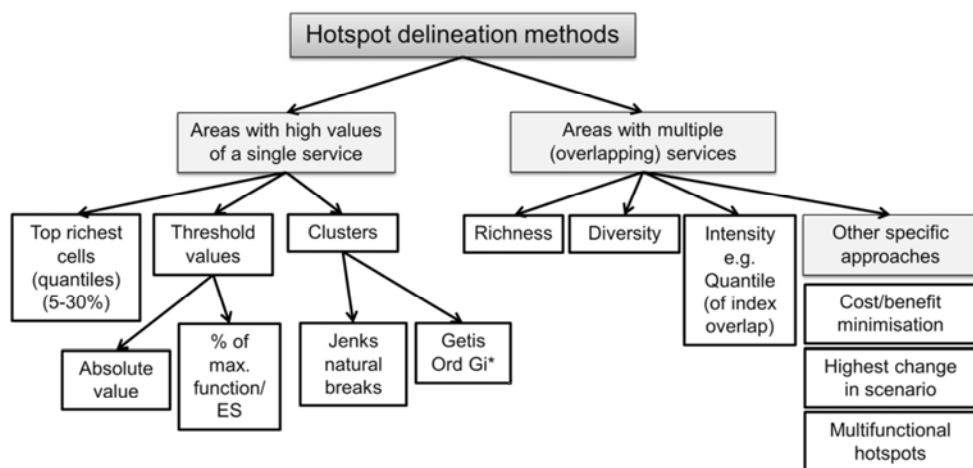 Hotspot delineation methods
Areas with high values
of a single service
Areas with multiple
(overlapping) services
Top richest
cells
(quantiles)
(5-30%)
Threshold
values
Clusters
Richness
Diversity
Intensity
e.g.
Quantile
(of index
overlap)
Other specific
approaches
Absolute
value
% of
max.
function/
ES
Jenks
natural
breaks
Getis
Ord Gi*
Cost/benefit
minimisation
Highest change
in scenario
Multifunctional
hotspots